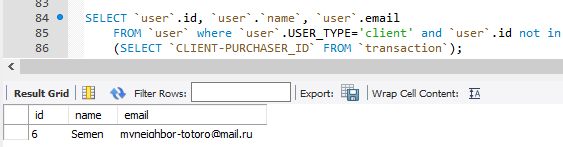 83
84 SELECT `user`.id, `user`.`name`, `user`.email
85 FROM `user` where `user`.USER_TYPE='client' and `user`.id not in
86 (SELECT `CLIENT-PURCHASER_ID` FROM `transaction`);
Result Grid Filter Rows: Export: Wrap Cell Content: IA
id name email
6 Semen myneighbor-totoro@mail.ru